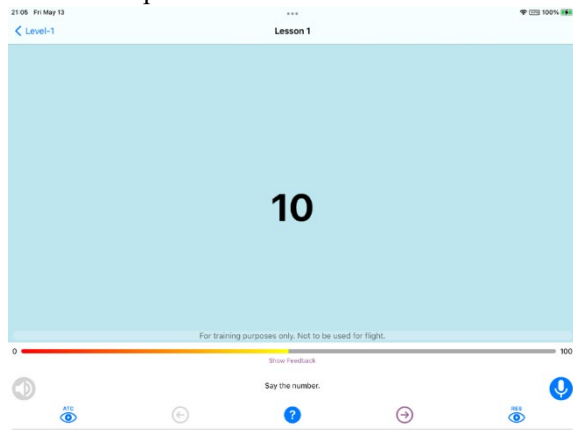 21:05 Fri May 13 100%
Level-1 Lesson 1
10
For training purposes only. Not to be used for flight.
0 100
Show Feedback
Say the number.
ATC ? RES